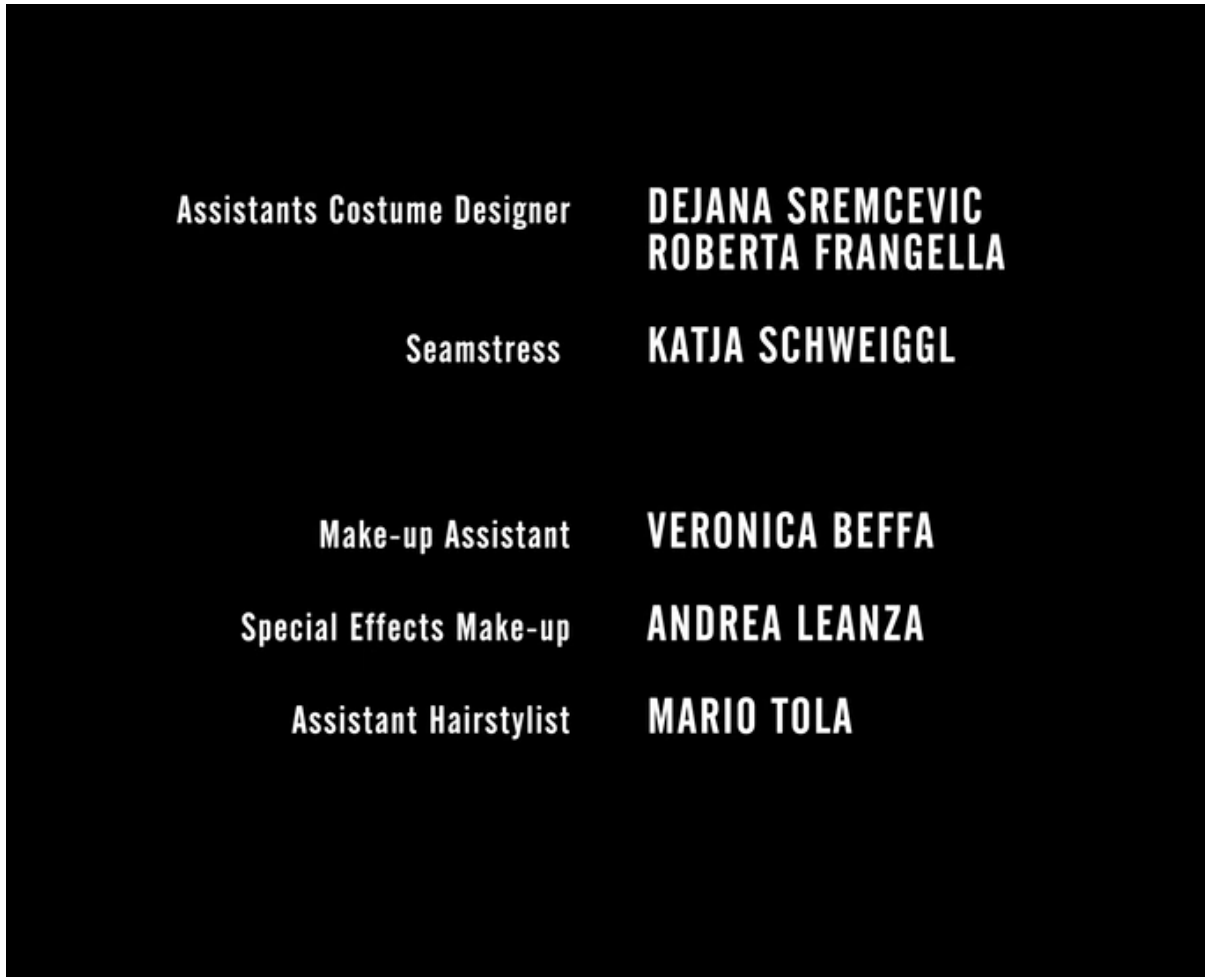 Assistants Costume Designer DEJANA SREMCEVIC
ROBERTA FRANGELLA
Seamstress KATJA SCHWEIGGL
Make-up Assistant VERONICA BEFFA
Special Effects Make-up ANDREA LEANZA
Assistant Hairstylist MARIO TOLA